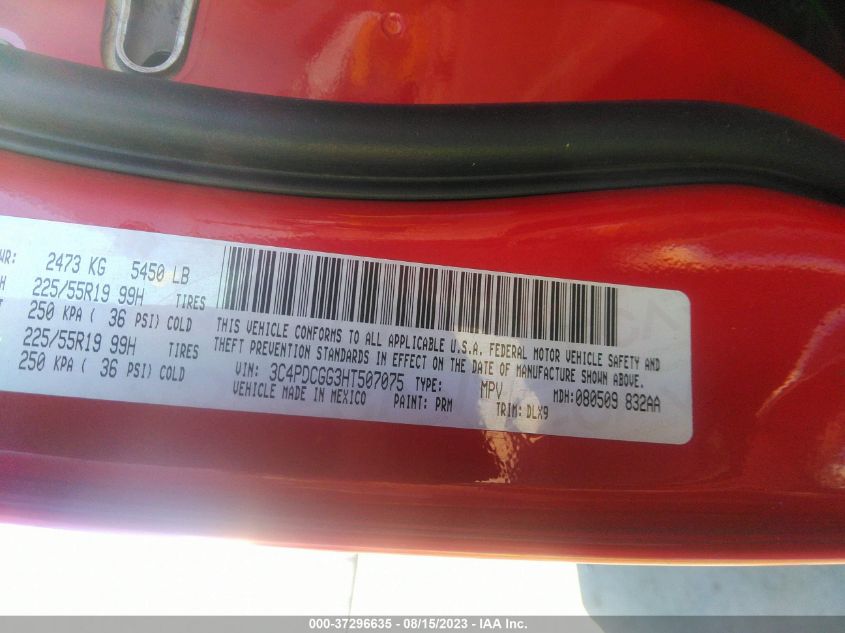 WR: 2473 KG 5450 LB
225/55R19 99H TIRES
250 KPA ( 36 PSI) COLD
225/55R19 99H TIRES
250 KPA ( 36 PSI) COLD
THIS VEHICLE CONFORMS TO ALL APPLICABLE U.S.A. FEDERAL MOTOR VEHICLE SAFETY AND
THEFT PREVENTION STANDARDS IN EFFECT ON THE DATE OF MANUFACTURE SHOWN ABOVE.
VIN: 3C4PDCGG3HT507075 TYPE: MPV MDH:080509 832AA
VEHICLE MADE IN MEXICO PAINT: PRM TRIM: DLX9
000-37296635 - 08/15/2023 - IAA Inc.